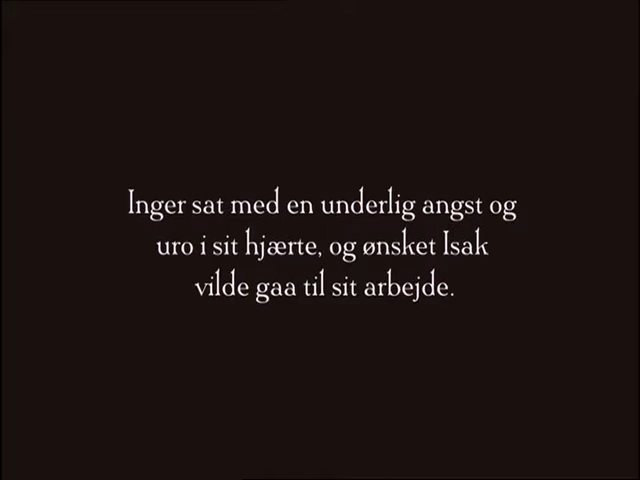 Inger sat med en underlig angst og
uro i sit hjærte, og ønsket Isak
vilde gaa til sit arbejde.